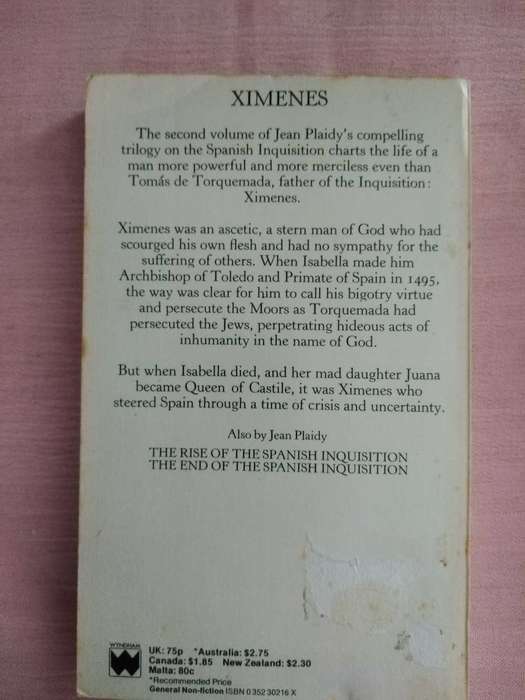 XIMENES
The second volume of Jean Plaidy's compelling
trilogy on the Spanish Inquisition charts the life of a
man more powerful and more merciless even than
Tomás de Torquemada, father of the Inquisition:
Ximenes.
Ximenes was an ascetic, a stern man of God who had
scourged his own flesh and had no sympathy for the
suffering of others. When Isabella made him
Archbishop of Toledo and Primate of Spain in 1495,
the way was clear for him to call his bigotry virtue
and persecute the Moors as Torquemada had
persecuted the Jews, perpetrating hideous acts of
inhumanity in the name of God.
But when Isabella died, and her mad daughter Juana
became Queen of Castile, it was Ximenes who
steered Spain through a time of crisis and uncertainty.
Also by Jean Plaidy
THE RISE OF THE SPANISH INQUISITION
THE END OF THE SPANISH INQUISITION
WYNDHAM
UK: 75p *Australia: $2.75
Canada: $1.85 New Zealand: $2.30
Malta: 80c
*Recommended Price
General Non-fiction ISBN 0 352 30216 X